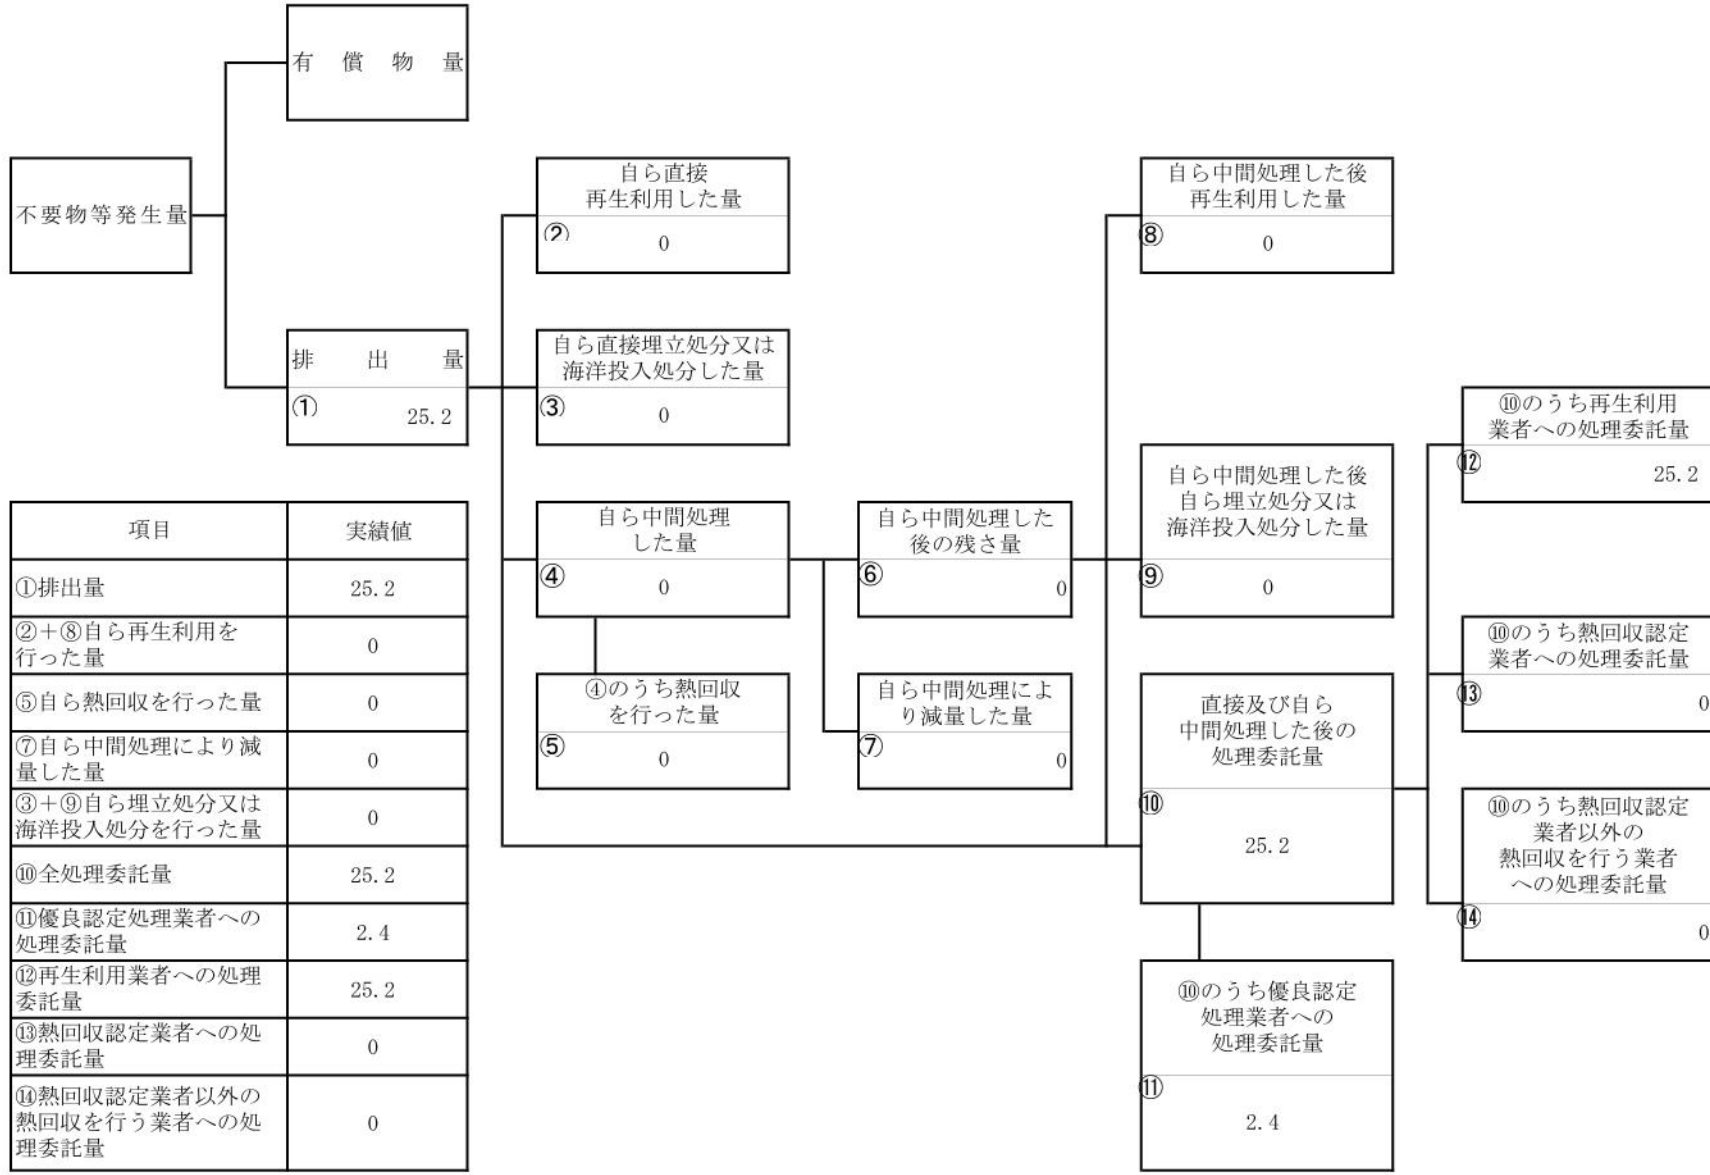 有償物量
不要物等発生量
排出量
①
25.2
自ら直接
再生利用した量
②
0
自ら直接埋立処分又は
海洋投入処分した量
③
0
自ら中間処理
した量
④
0
④のうち熱回収
を行った量
⑤
0
自ら中間処理した
後の残さ量
⑥
0
自ら中間処理によ
り減量した量
⑦
0
自ら中間処理した後
再生利用した量
⑧
0
自ら中間処理した後
自ら埋立処分又は
海洋投入処分した量
⑨
0
直接及び自ら
中間処理した後の
処理委託量
⑩
25.2
⑩のうち優良認定
処理業者への
処理委託量
⑪
2.4
⑩のうち再生利用
業者への処理委託量
⑫
25.2
⑩のうち熱回収認定
業者への処理委託量
⑬
0
⑩のうち熱回収認定
業者以外の
熱回収を行う業者
への処理委託量
⑭
0
項目 実績値
①排出量 25.2
②+⑧自ら再生利用を
行った量 0
⑤自ら熱回収を行った量 0
⑦自ら中間処理により減
量した量 0
③+⑨自ら埋立処分又は
海洋投入処分を行った量 0
⑩全処理委託量 25.2
⑪優良認定処理業者への
処理委託量 2.4
⑫再生利用業者への処理
委託量 25.2
⑬熱回収認定業者への処
理委託量 0
⑭熱回収認定業者以外の
熱回収を行う業者への処
理委託量 0